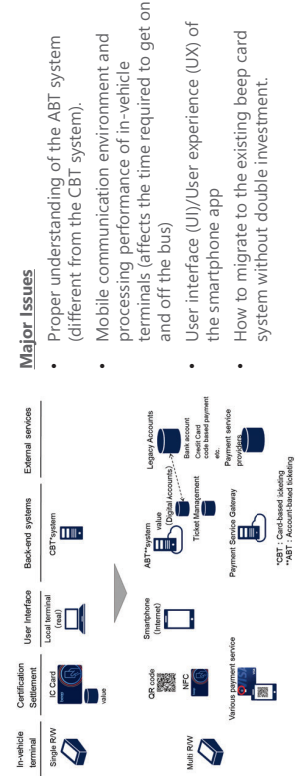 In-vehicle
terminal
Certification
Settlement
User Interface
Back-end systems
External services
Single R/W
IC Card
value
Local terminal
(real)
CBT*system
Multi R/W
QR code
NFC
Various payment service
VISA
Smartphone
(Internet)
ABT**system
value
(Digital Accounts)
Ticket Management
Payment Service Gateway
Legacy Accounts
Bank account
Credit Card
code based payment
etc.
Payment service
providers
*CBT : Card-based icketing
**ABT : Account-based ticketing
Major Issues
• Proper understanding of the ABT system
(different from the CBT system).
• Mobile communication environment and
processing performance of in-vehicle
terminals (affects the time required to get on
and off the bus)
• User interface (UI)/User experience (UX) of
the smartphone app
• How to migrate to the existing beep card
system without double investment.